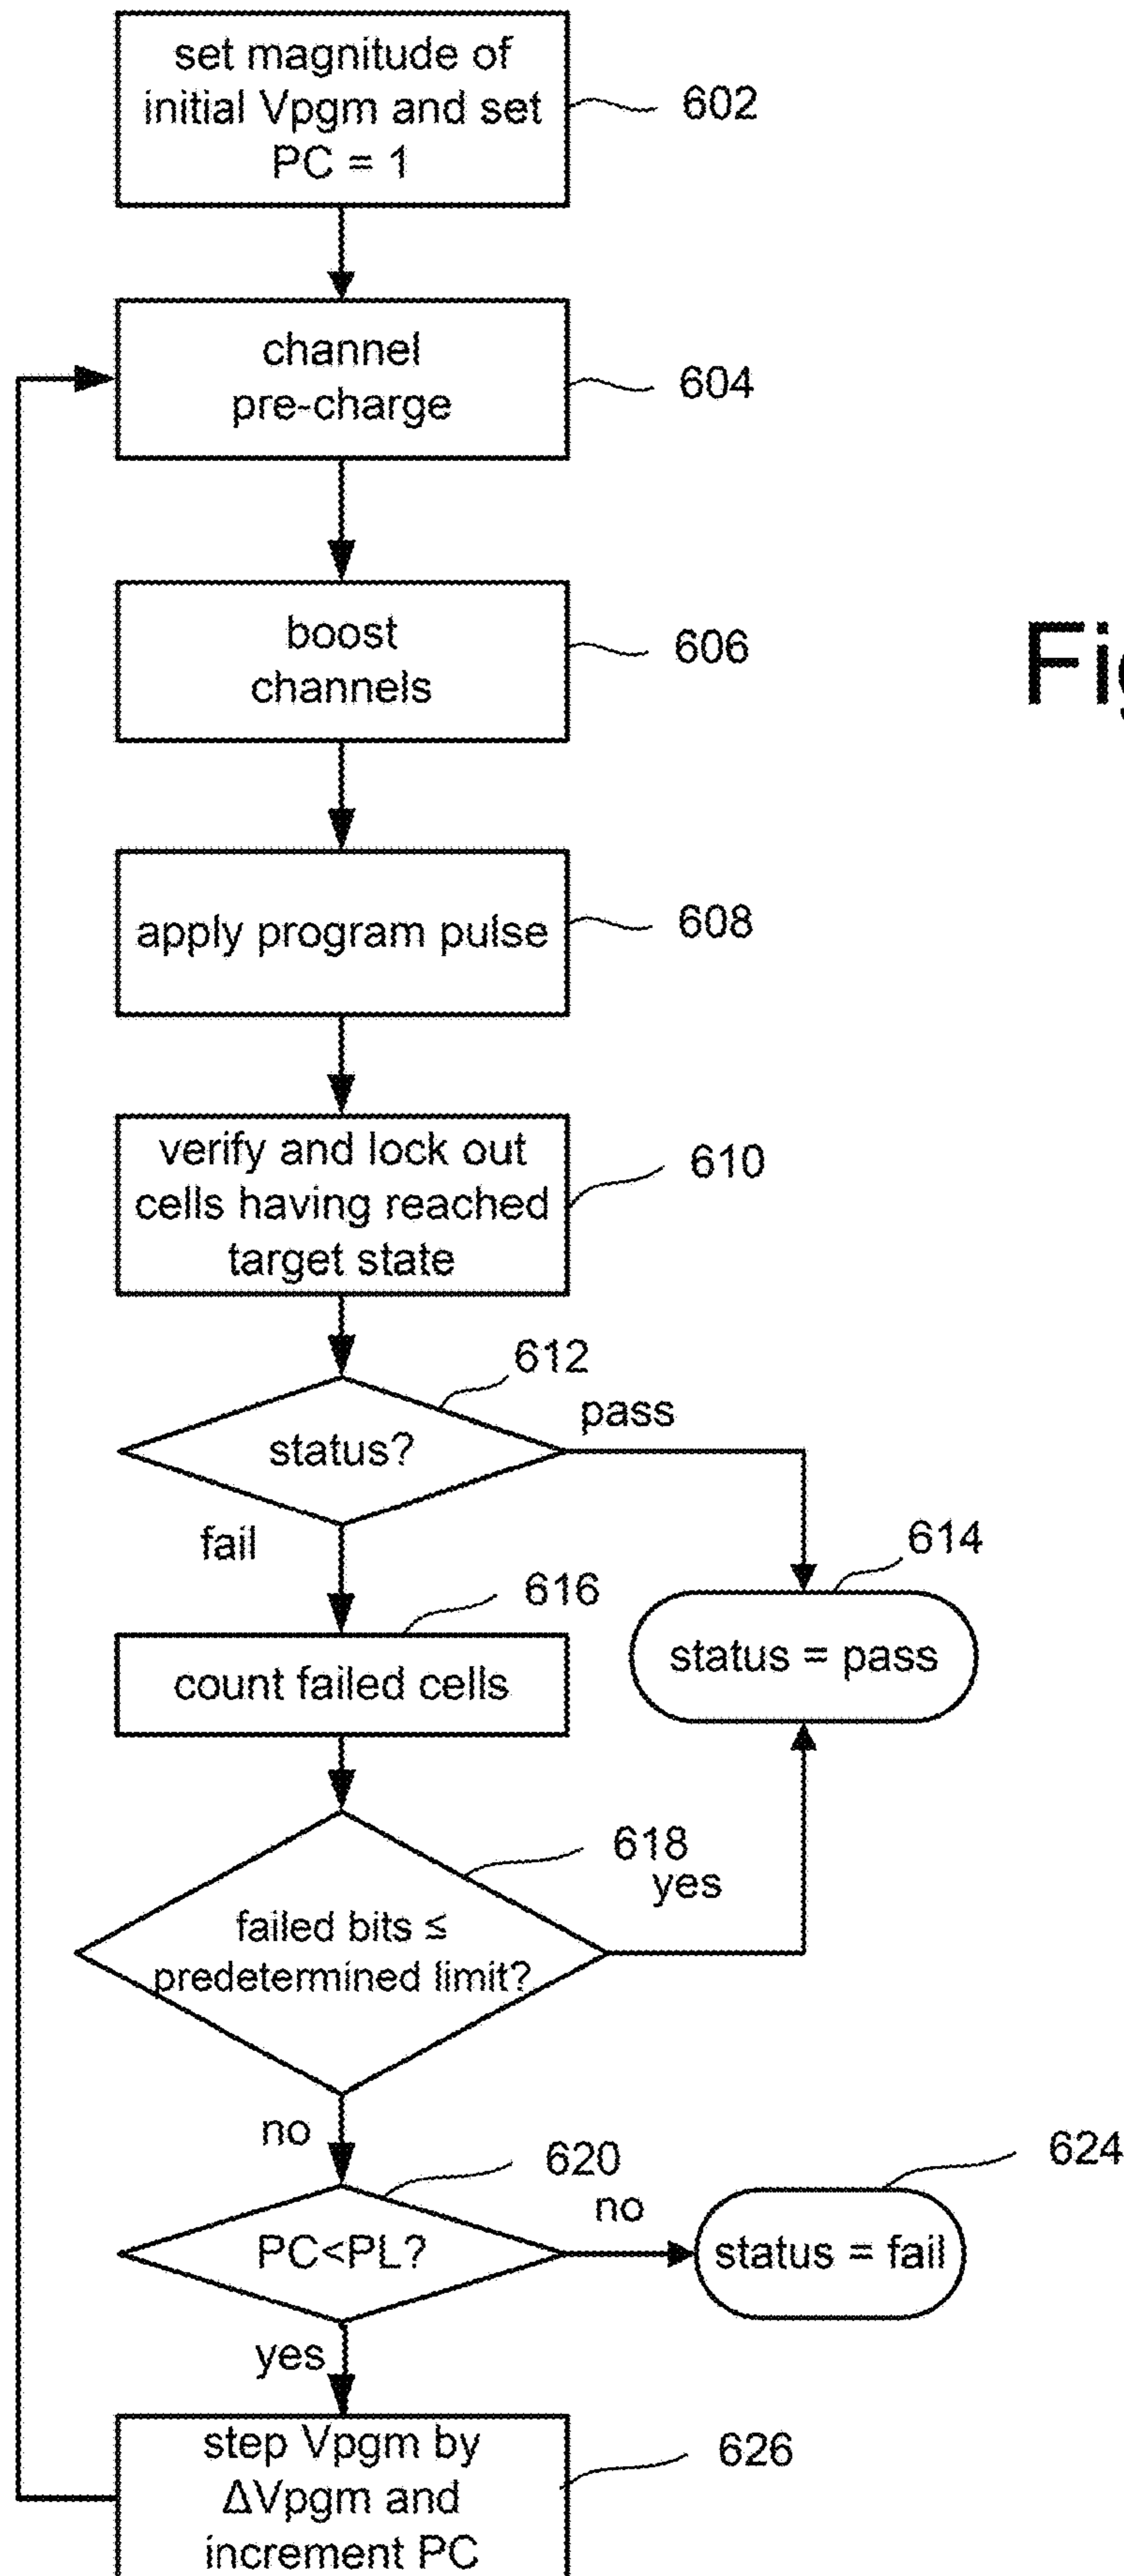 set magnitude of
initial Vpgm and set
PC = 1
602
channel
pre-charge
604
boost
channels
606
Fig
apply program pulse
608
verify and lock out
cells having reached
target state
610
612
status?
pass
fail
614
status = pass
616
count failed cells
618
yes
failed bits ≤
predetermined limit?
no
620
624
PC<PL?
no
status = fail
yes
step Vpgm by
ΔVpgm and
increment PC
626